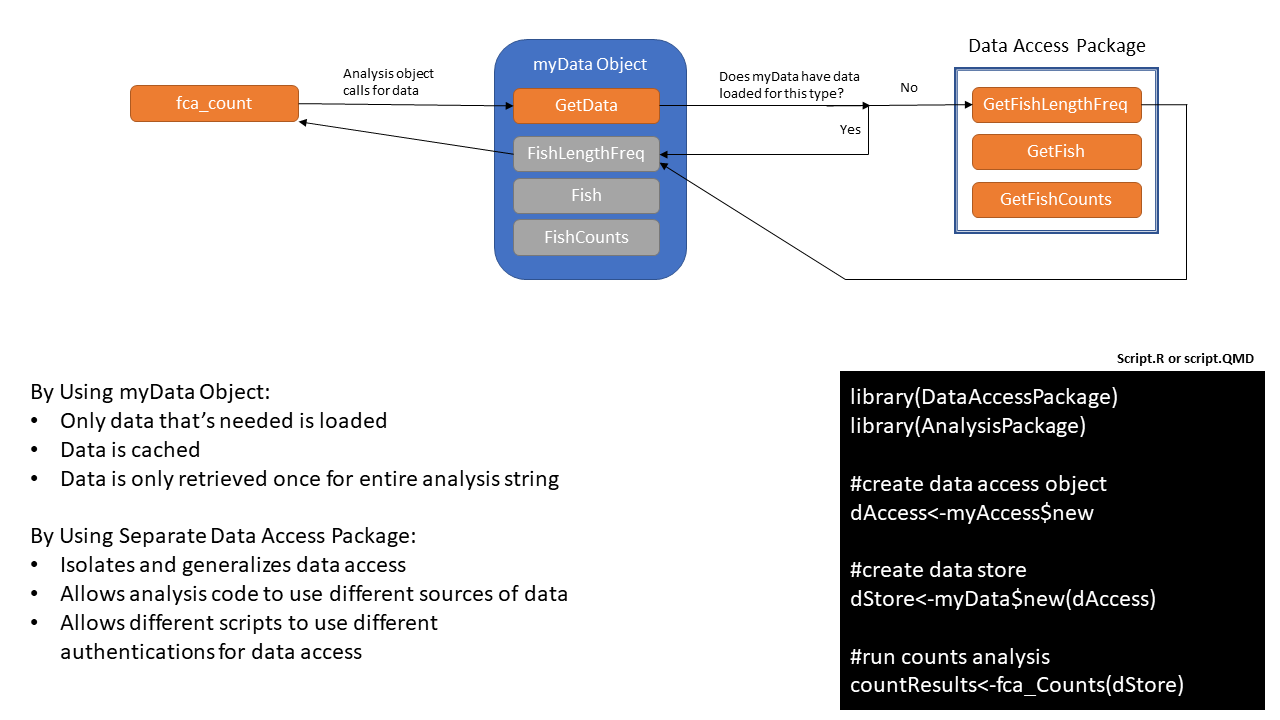 Data Access Package
myData Object
Analysis object
calls for data
Does myData have data
loaded for this type?
No
Yes
fca_count
GetData
FishLengthFreq
Fish
FishCounts
GetFishLengthFreq
GetFish
GetFishCounts
By Using myData Object:
• Only data that’s needed is loaded
• Data is cached
• Data is only retrieved once for entire analysis string
By Using Separate Data Access Package:
• Isolates and generalizes data access
• Allows analysis code to use different sources of data
• Allows different scripts to use different
authentications for data access
Script.R or script.QMD
library(DataAccessPackage)
library(AnalysisPackage)
#create data access object
dAccess<-myAccess$new
#create data store
dStore<-myData$new(dAccess)
#run counts analysis
countResults<-fca_Counts(dStore)